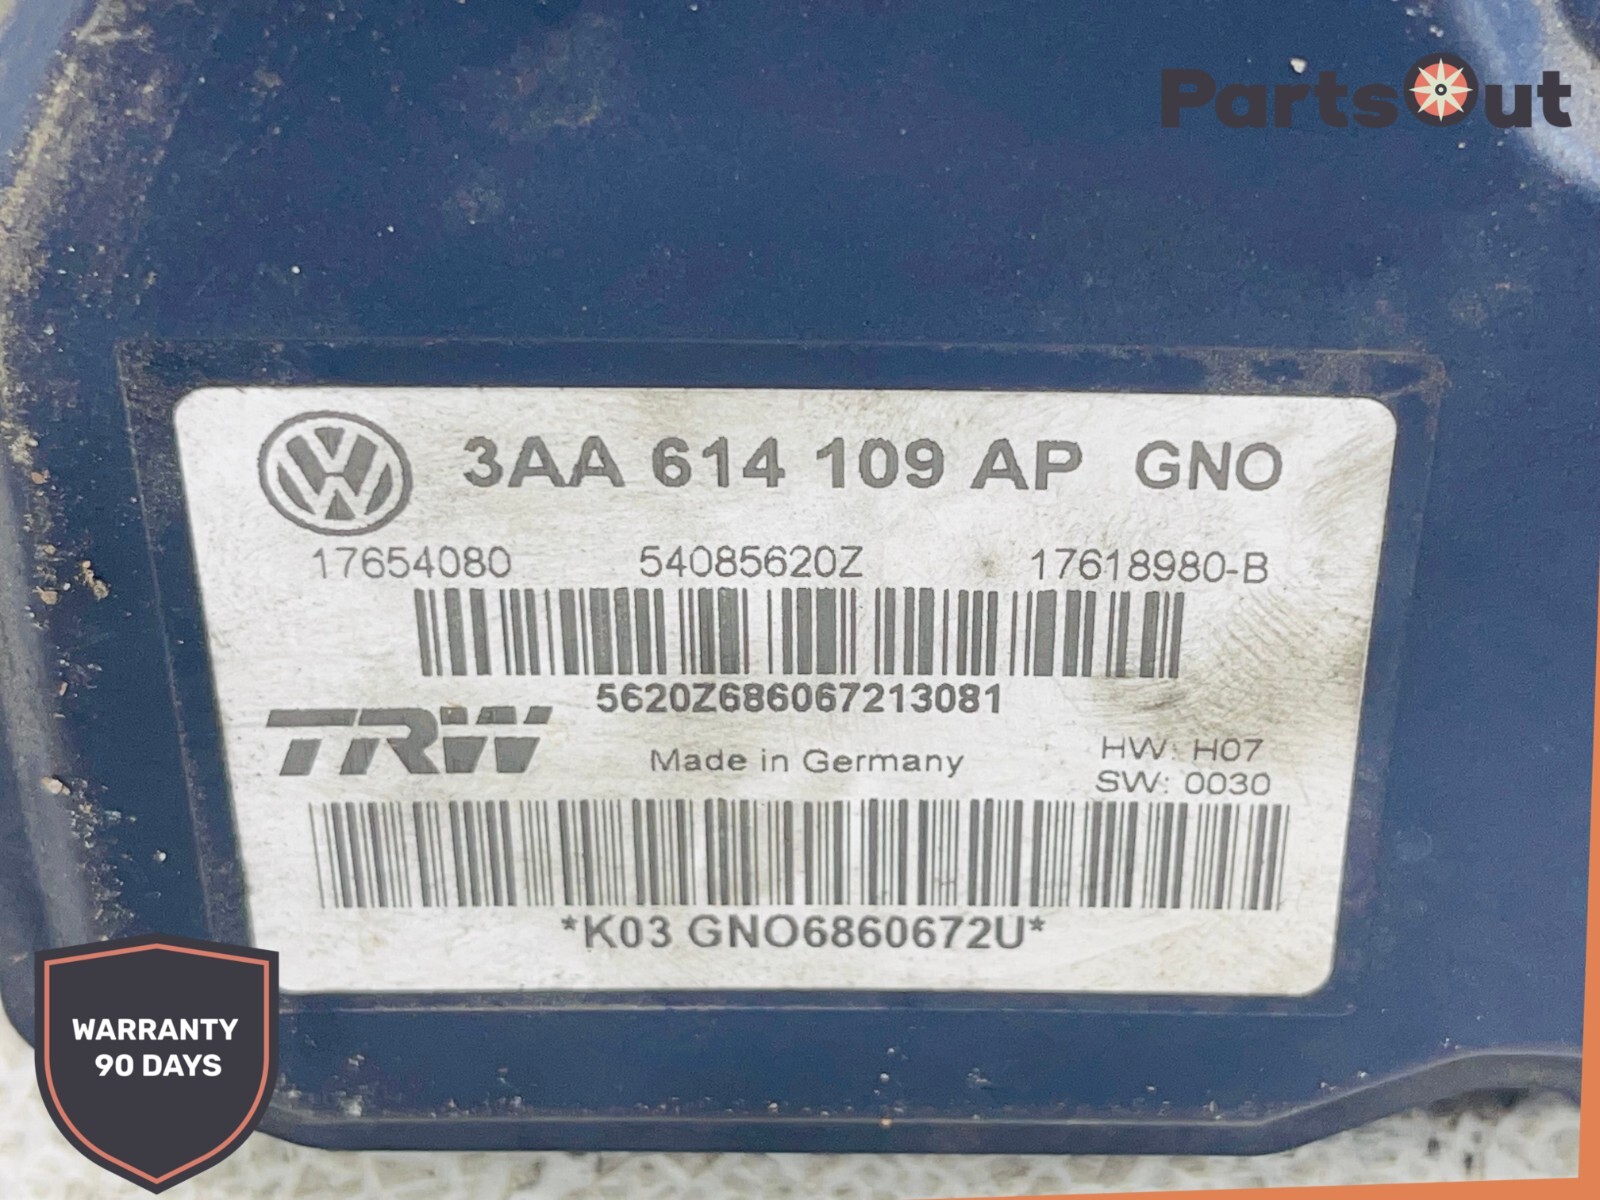 PartsOut
3AA 614 109 AP GNO
17654080 54085620Z 17618980-B
5620Z686067213081
TRW
Made in Germany
HW: H07
SW: 0030
*K03 GNO6860672U*
WARRANTY
90 DAYS